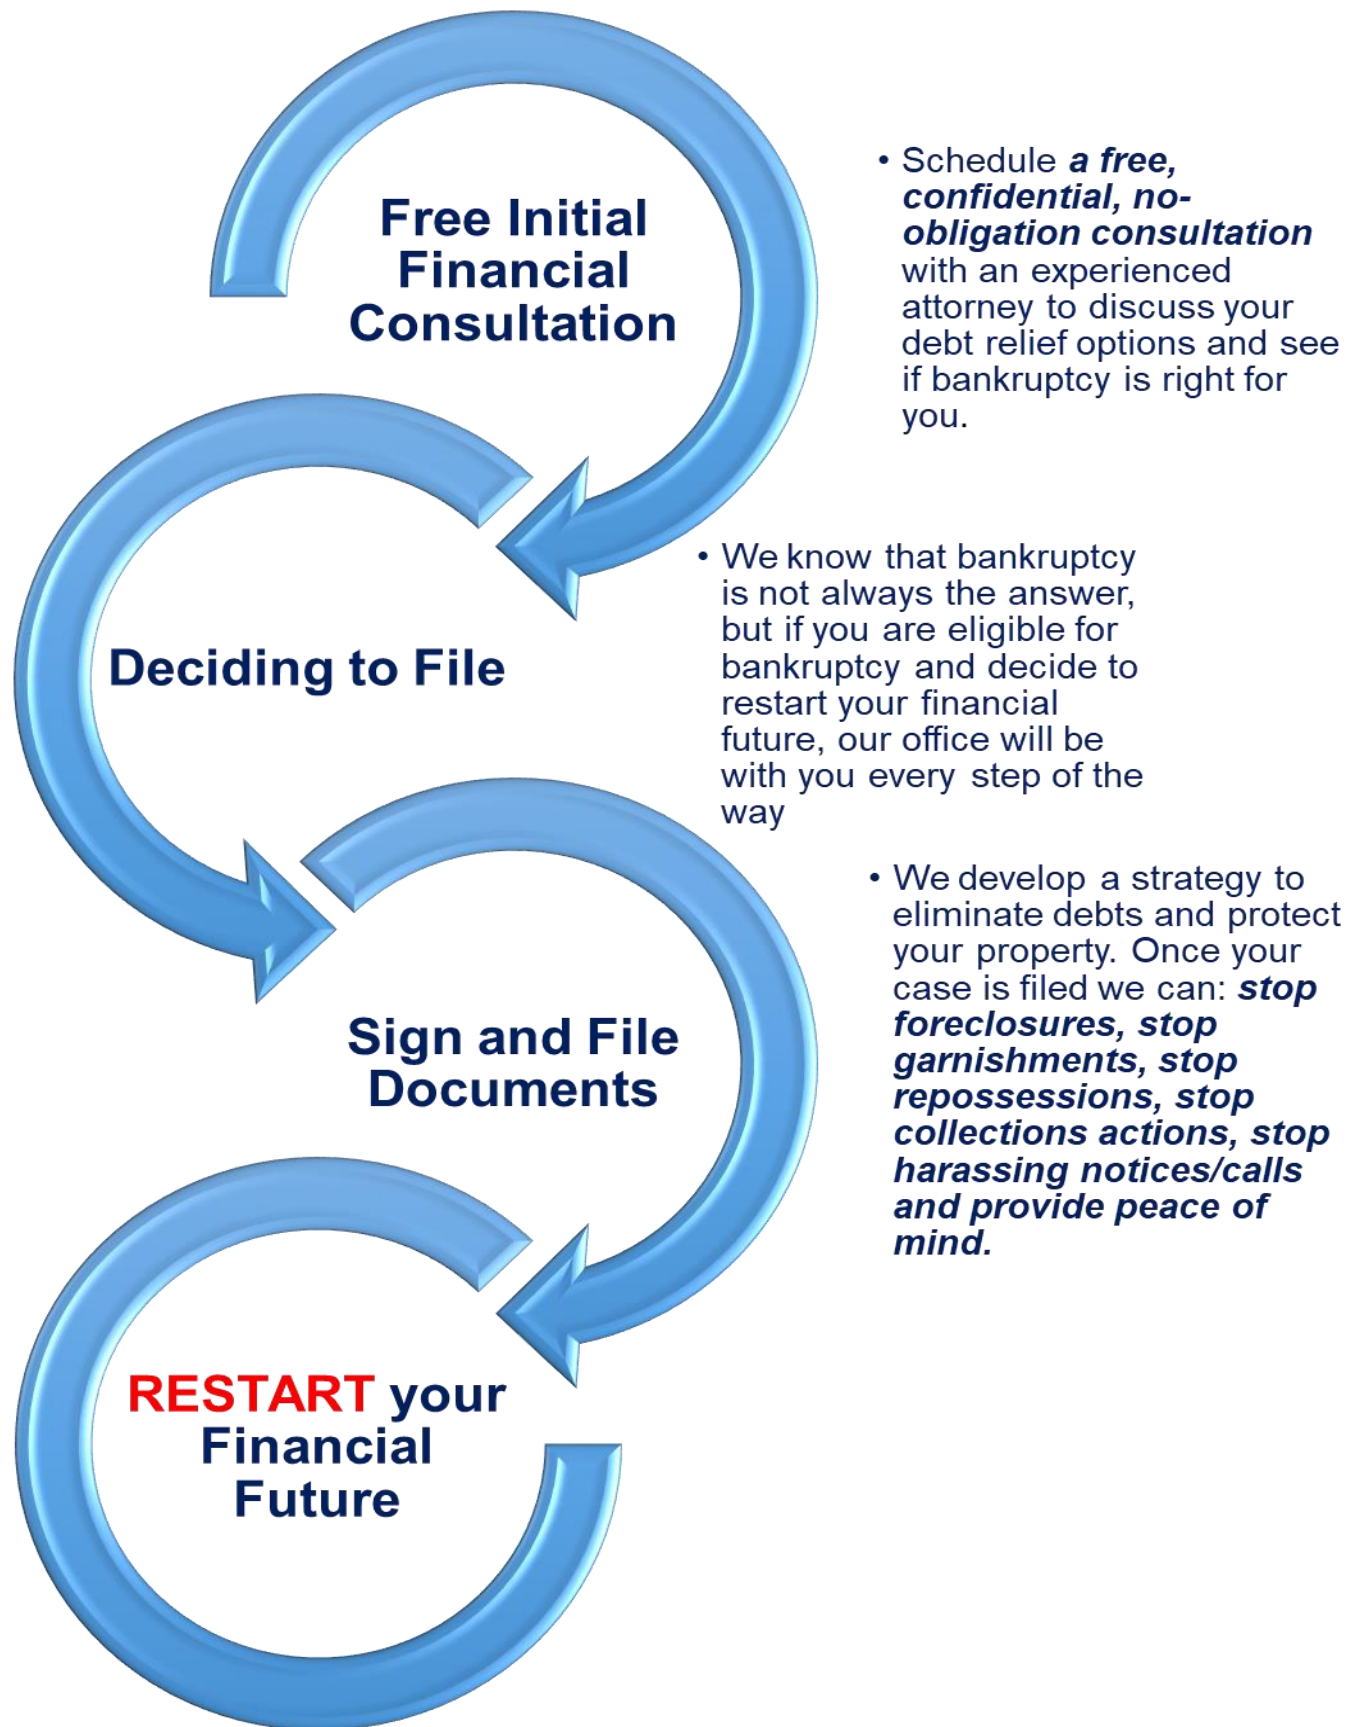 Free Initial
Financial
Consultation
• Schedule a free,
confidential, no-
obligation consultation
with an experienced
attorney to discuss your
debt relief options and see
if bankruptcy is right for
you.
Deciding to File
• We know that bankruptcy
is not always the answer,
but if you are eligible for
bankruptcy and decide to
restart your financial
future, our office will be
with you every step of the
way
Sign and File
Documents
• We develop a strategy to
eliminate debts and protect
your property. Once your
case is filed we can: stop
foreclosures, stop
garnishments, stop
repossessions, stop
collections actions, stop
harassing notices/calls
and provide peace of
mind.
RESTART your
Financial
Future